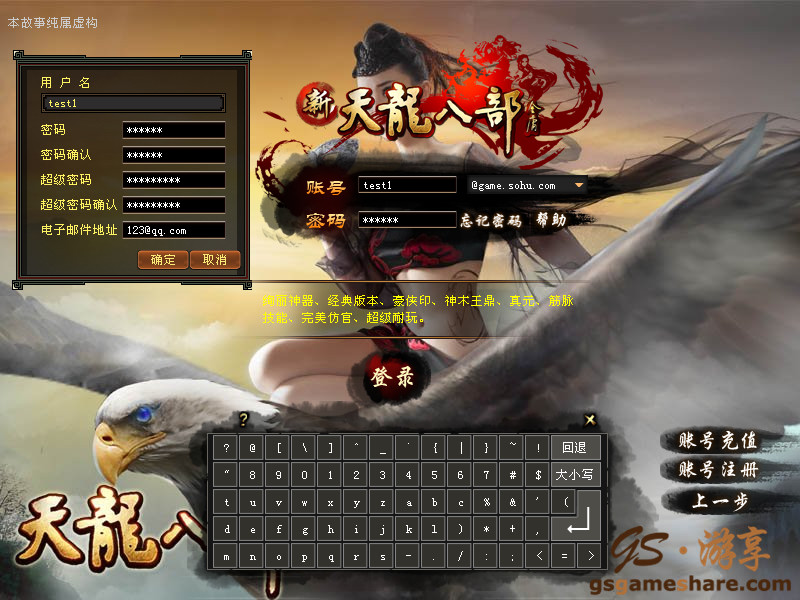 本故事纯属虚构
用 户 名
test1
密码 ******
密码确认 ******
超级密码 *********
超级密码确认 *********
电子邮件地址 123@qq.com
确定 取消
新天龍八部 金庸
账号 test1 @game.sohu.com
密码 ****** 忘记密码 帮助
绚丽神器、经典版本、豪侠印、神木王鼎、真元、筋脉
技能、完美仿官、超级耐玩。
登录
? ×
? @ [ \ ] ^ _ ` { | } ~ ! 回退
" 8 9 0 1 2 3 4 5 6 7 # $ 大小写
t u v w x y z a b c % & ' (
d e f g h i j k l ) * + ,
m n o p q r s - . / : ; < = >
账号充值
账号注册
上一步
天龍八
GS·游享
gsgameshare.com